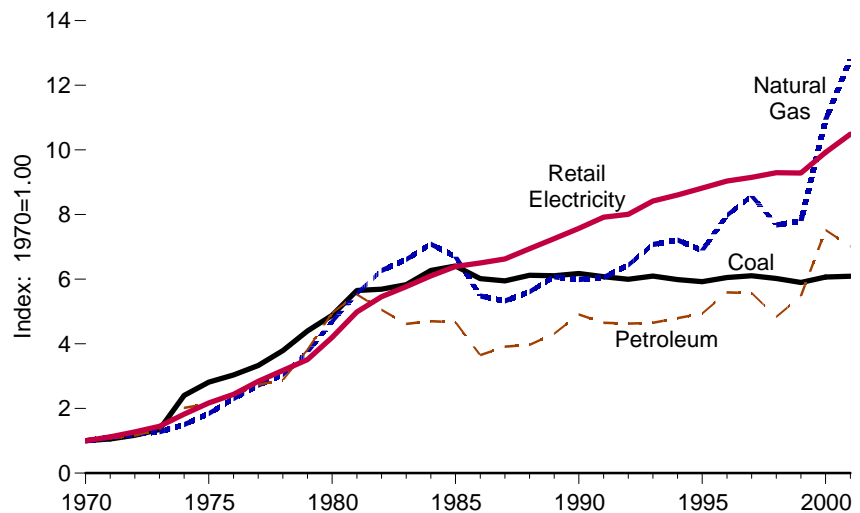 14
12
10
8
6
4
2
0
Index: 1970=1.00
Natural
Gas
Retail
Electricity
Coal
Petroleum
1970 1975 1980 1985 1990 1995 2000